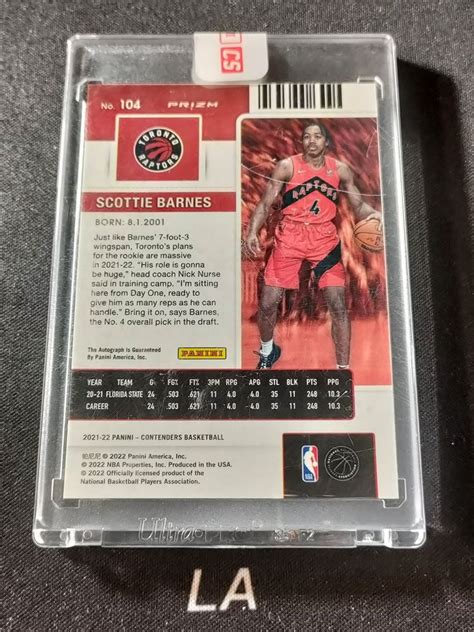 CS
No. 104 PRIZM
TORONTO
RAPTORS
SCOTTIE BARNES
BORN: 8.1.2001
Just like Barnes' 7-foot-3
wingspan, Toronto's plans
for the rookie are massive
in 2021-22. "His role is gonna
be huge," head coach Nick Nurse
said in training camp. "I'm sitting
here from Day One, ready to
give him as many reps as he can
handle." Bring it on, says Barnes,
the No. 4 overall pick in the draft.
RAPTORS
4
The Autograph is Guaranteed
By Panini America, Inc.
PANINI
YEAR TEAM G FG% FT% 3PM RPG APG STL BLK PTS PPG
20-21 FLORIDA STATE 24 .503 .621 11 4.0 4.0 35 11 248 10.3
CAREER 24 .503 .621 11 4.0 4.0 35 11 248 10.3
2021-22 PANINI - CONTENDERS BASKETBALL
帕尼尼 © 2022 Panini America, Inc.
© 2022 NBA Properties, Inc. Produced in the USA.
© 2022 Officially licensed product of the
National Basketball Players Association.
NBA
Ultra
LA